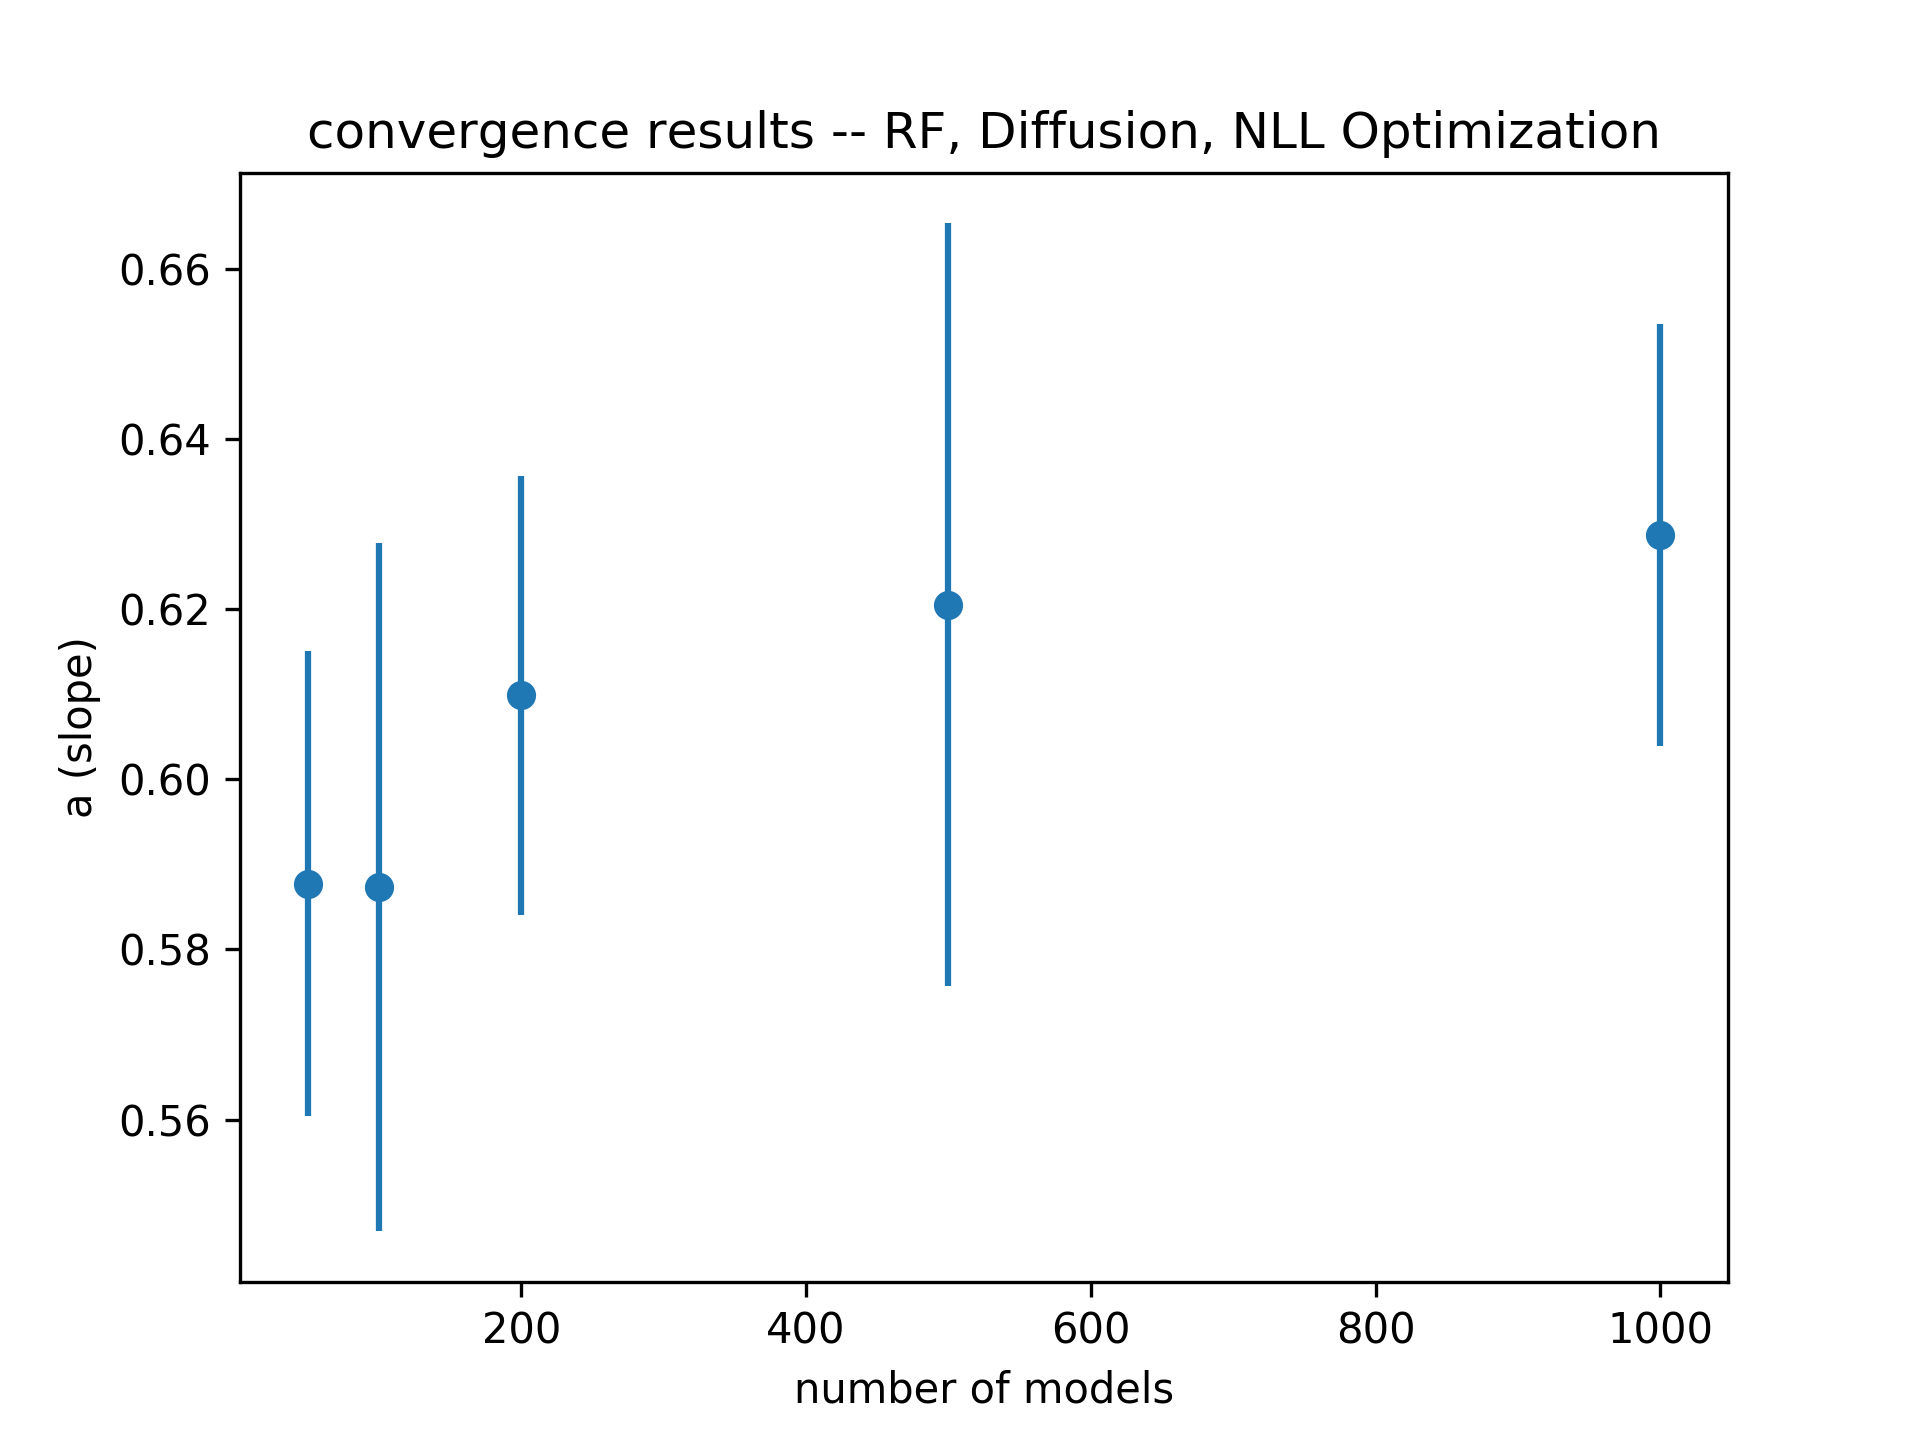 convergence results -- RF, Diffusion, NLL Optimization
0.66
0.64
0.62
0.60
0.58
0.56
a (slope)
200 400 600 800 1000
number of models